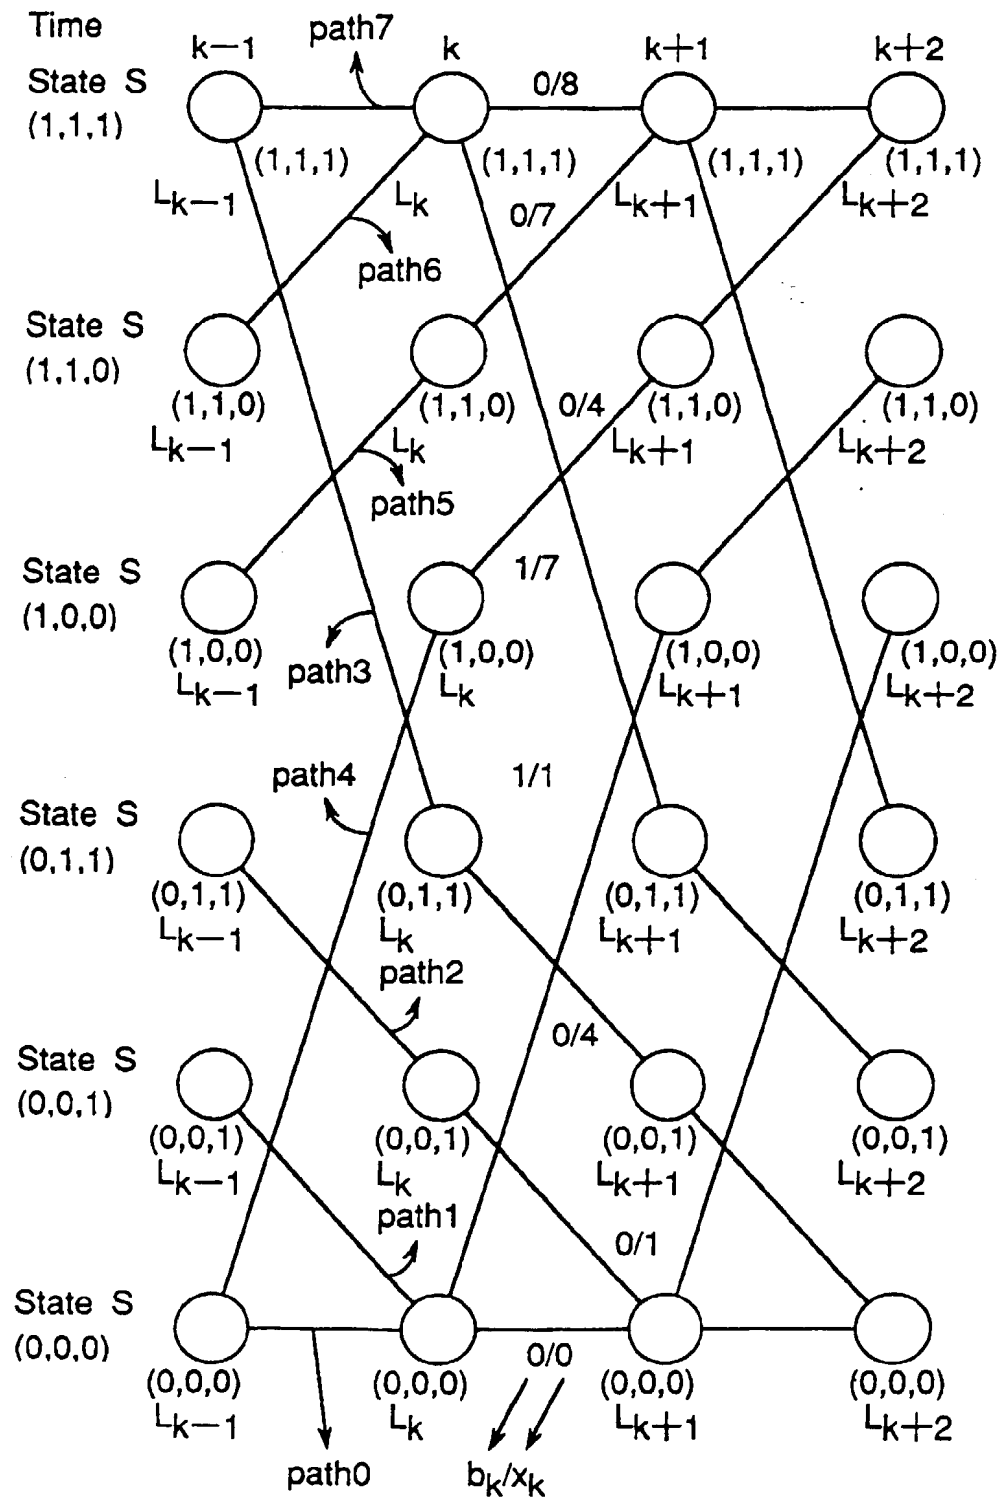 Time
path7
k−1 k k+1 k+2
State S
(1,1,1)
0/8
(1,1,1) (1,1,1) (1,1,1) (1,1,1)
Lk−1 Lk Lk+1 Lk+2
0/7
path6
State S
(1,1,0)
(1,1,0) (1,1,0) (1,1,0) (1,1,0)
0/4
Lk−1 Lk Lk+1 Lk+2
path5
State S
(1,0,0)
1/7
(1,0,0) (1,0,0) (1,0,0) (1,0,0)
Lk−1 Lk Lk+1 Lk+2
path3
path4
1/1
State S
(0,1,1)
(0,1,1) (0,1,1) (0,1,1) (0,1,1)
Lk−1 Lk Lk+1 Lk+2
path2
0/4
State S
(0,0,1)
(0,0,1) (0,0,1) (0,0,1) (0,0,1)
Lk−1 Lk Lk+1 Lk+2
path1
0/1
State S
(0,0,0)
0/0
(0,0,0) (0,0,0) (0,0,0) (0,0,0)
Lk−1 Lk Lk+1 Lk+2
path0
bk/xk